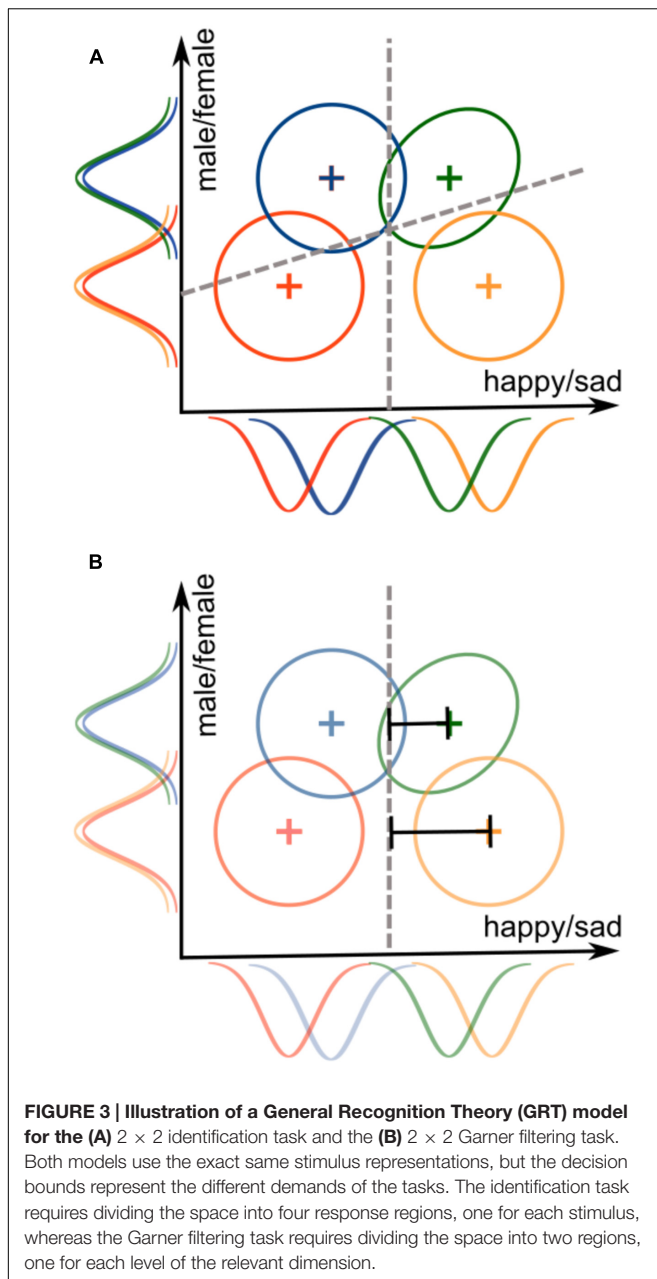 A
male/female
happy/sad
B
male/female
happy/sad
FIGURE 3 | Illustration of a General Recognition Theory (GRT) model
for the (A) 2 × 2 identification task and the (B) 2 × 2 Garner filtering task.
Both models use the exact same stimulus representations, but the decision
bounds represent the different demands of the tasks. The identification task
requires dividing the space into four response regions, one for each stimulus,
whereas the Garner filtering task requires dividing the space into two regions,
one for each level of the relevant dimension.